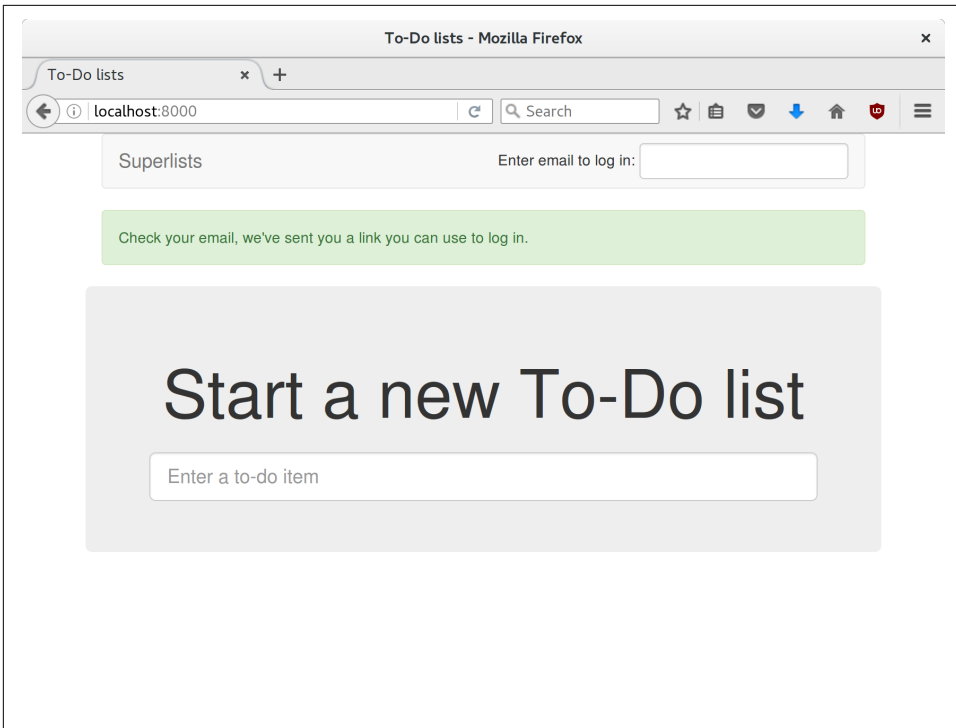 To-Do lists - Mozilla Firefox
To-Do lists
localhost:8000
Search
Superlists
Enter email to log in:
Check your email, we've sent you a link you can use to log in.
Start a new To-Do list
Enter a to-do item